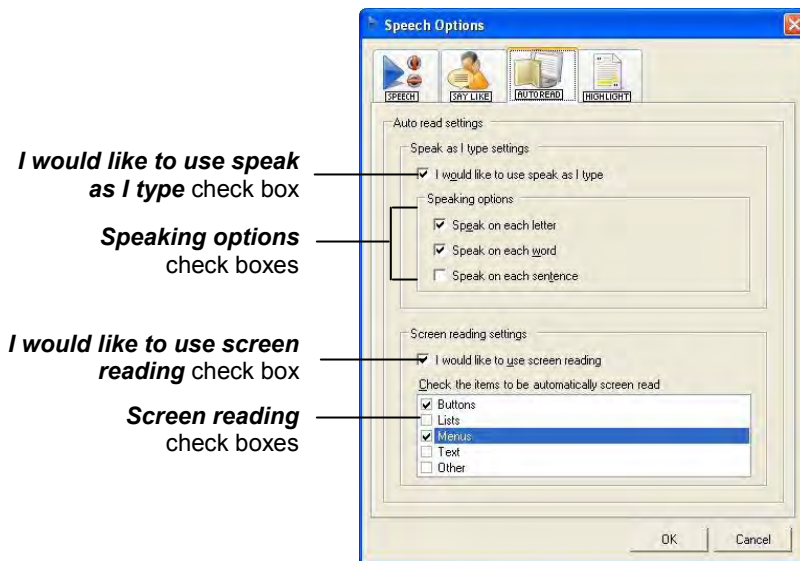 Speech Options
SPEECH
SAY LIKE
AUTOREAD
HIGHLIGHT
Auto read settings
Speak as I type settings
I would like to use speak as I type
I would like to use speak as I type check box
Speaking options
Speak on each letter
Speaking options check boxes
Speak on each word
Speak on each sentence
Screen reading settings
I would like to use screen reading check box
I would like to use screen reading
Check the items to be automatically screen read
Screen reading check boxes
Buttons
Lists
Menus
Text
Other
OK
Cancel